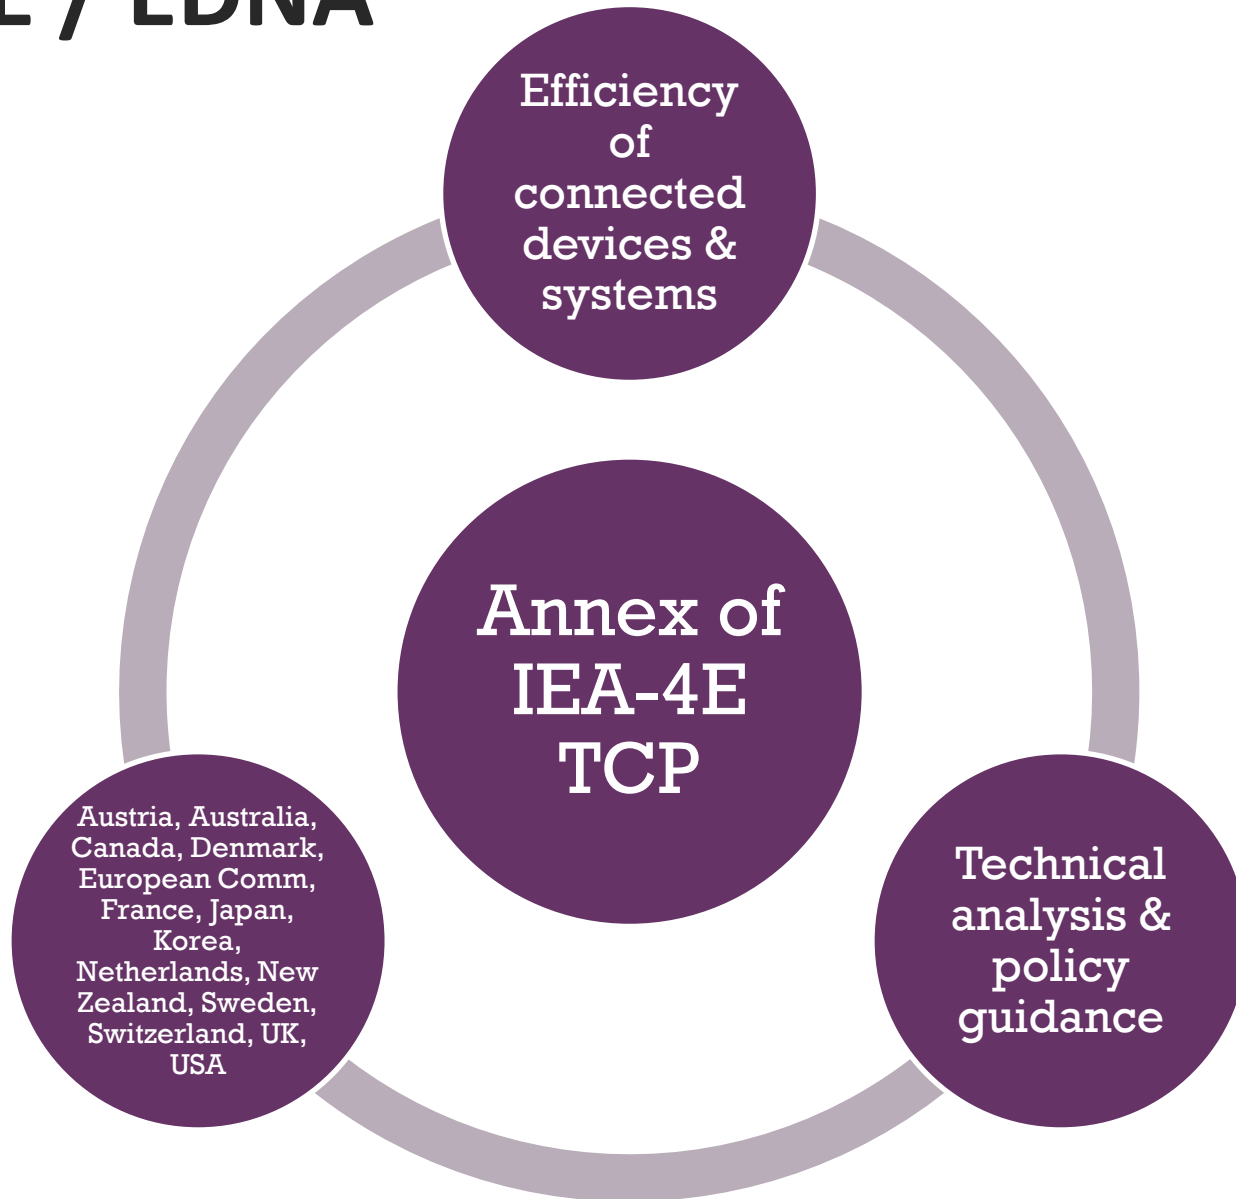 / EDNA
Efficiency
of
connected
devices &
systems
Annex of
IEA-4E
TCP
Austria, Australia,
Canada, Denmark,
European Comm,
France, Japan,
Korea,
Netherlands, New
Zealand, Sweden,
Switzerland, UK,
USA
Technical
analysis &
policy
guidance